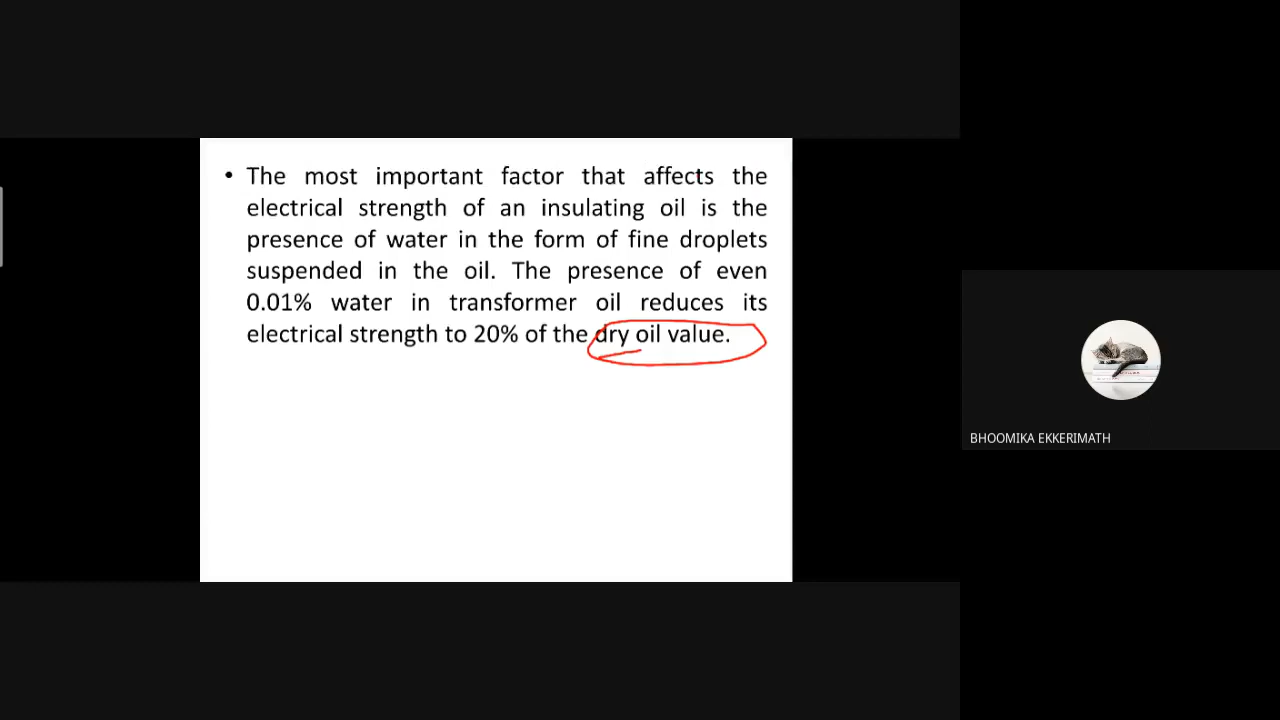 • The most important factor that affects the
electrical strength of an insulating oil is the
presence of water in the form of fine droplets
suspended in the oil. The presence of even
0.01% water in transformer oil reduces its
electrical strength to 20% of the dry oil value.
BHOOMIKA EKKERIMATH